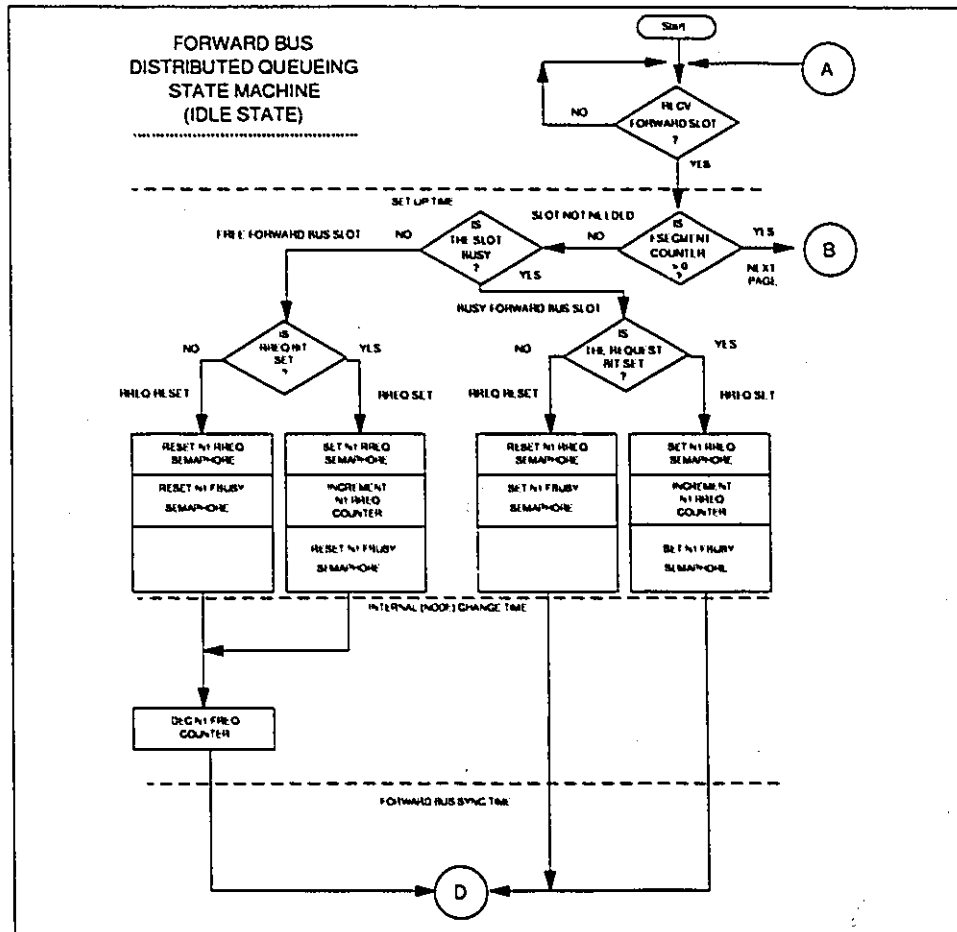 FORWARD BUS
DISTRIBUTED QUEUEING
STATE MACHINE
(IDLE STATE)
Start
A
RECV
FORWARD SLOT
?
NO
YES
SET UP TIME
SLOT NOT NEEDED
IS
FSEGMENT
COUNTER
> 0
?
YES
NEXT
PAGE
B
NO
IS
THE SLOT
BUSY
?
NO
YES
FREE FORWARD BUS SLOT
BUSY FORWARD BUS SLOT
IS
RREQ BIT
SET
?
NO
YES
RREQ RESET
RREQ SET
IS
THE REQUEST
BIT SET
?
NO
YES
RREQ RESET
RREQ SET
RESET N1 RREQ
SEMAPHORE
RESET N1 FBUSY
SEMAPHORE
SET N1 RREQ
SEMAPHORE
INCREMENT
N1 RREQ
COUNTER
RESET N1 FBUSY
SEMAPHORE
RESET N1 RREQ
SEMAPHORE
SET N1 FBUSY
SEMAPHORE
SET N1 RREQ
SEMAPHORE
INCREMENT
N1 RREQ
COUNTER
SET N1 FBUSY
SEMAPHORE
INTERNAL (NODE) CHANGE TIME
DEC N1 FREQ
COUNTER
FORWARD BUS SYNC TIME
D